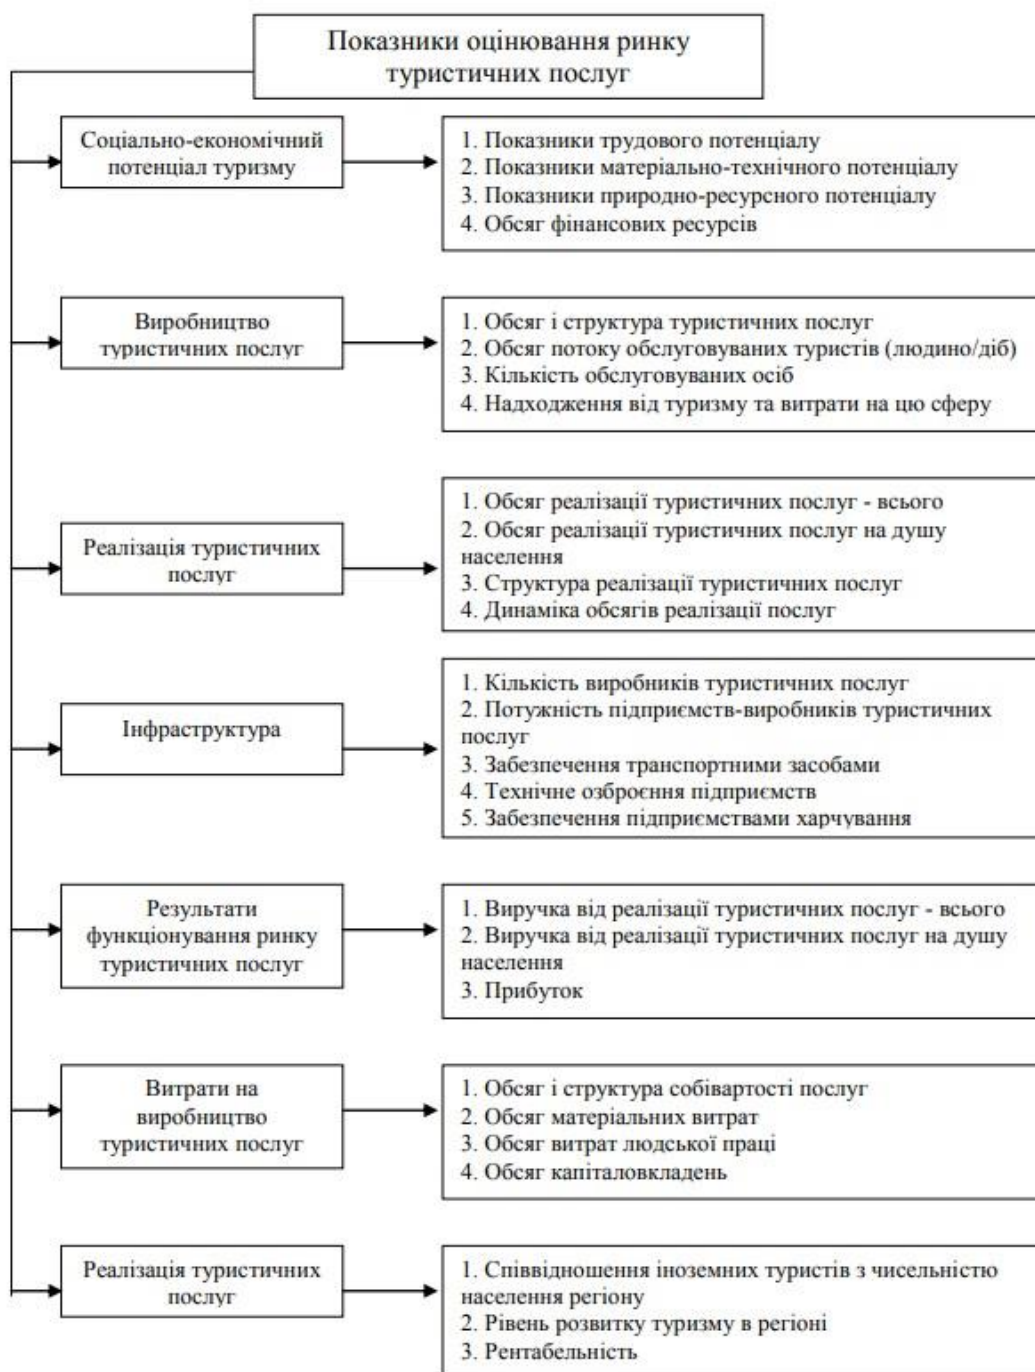 Показники оцінювання ринку
туристичних послуг
Соціально-економічний
потенціал туризму
1. Показники трудового потенціалу
2. Показники матеріально-технічного потенціалу
3. Показники природно-ресурсного потенціалу
4. Обсяг фінансових ресурсів
Виробництво
туристичних послуг
1. Обсяг і структура туристичних послуг
2. Обсяг потоку обслуговуваних туристів (людино/діб)
3. Кількість обслуговуваних осіб
4. Надходження від туризму та витрати на цю сферу
Реалізація туристичних
послуг
1. Обсяг реалізації туристичних послуг - всього
2. Обсяг реалізації туристичних послуг на душу
населення
3. Структура реалізації туристичних послуг
4. Динаміка обсягів реалізації послуг
Інфраструктура
1. Кількість виробників туристичних послуг
2. Потужність підприємств-виробників туристичних
послуг
3. Забезпечення транспортними засобами
4. Технічне озброєння підприємств
5. Забезпечення підприємствами харчування
Результати
функціонування ринку
туристичних послуг
1. Виручка від реалізації туристичних послуг - всього
2. Виручка від реалізації туристичних послуг на душу
населення
3. Прибуток
Витрати на
виробництво
туристичних послуг
1. Обсяг і структура собівартості послуг
2. Обсяг матеріальних витрат
3. Обсяг витрат людської праці
4. Обсяг капіталовкладень
Реалізація туристичних
послуг
1. Співвідношення іноземних туристів з чисельністю
населення регіону
2. Рівень розвитку туризму в регіоні
3. Рентабельність